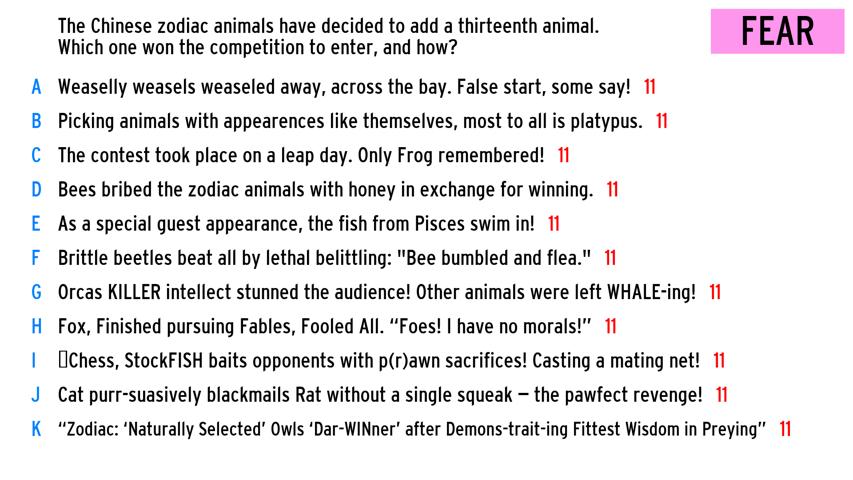 The Chinese zodiac animals have decided to add a thirteenth animal.
Which one won the competition to enter, and how?
FEAR
A Weaselly weasels weaseled away, across the bay. False start, some say! 11
B Picking animals with appearences like themselves, most to all is platypus. 11
C The contest took place on a leap day. Only Frog remembered! 11
D Bees bribed the zodiac animals with honey in exchange for winning. 11
E As a special guest appearance, the fish from Pisces swim in! 11
F Brittle beetles beat all by lethal belittling: "Bee bumbled and flea." 11
G Orcas KILLER intellect stunned the audience! Other animals were left WHALE-ing! 11
H Fox, Finished pursuing Fables, Fooled All. “Foes! I have no morals!” 11
I Chess, StockFISH baits opponents with p(r)awn sacrifices! Casting a mating net! 11
J Cat purr-suasively blackmails Rat without a single squeak – the pawfect revenge! 11
K “Zodiac: ‘Naturally Selected’ Owls ‘Dar-WINner’ after Demons-trait-ing Fittest Wisdom in Preying” 11